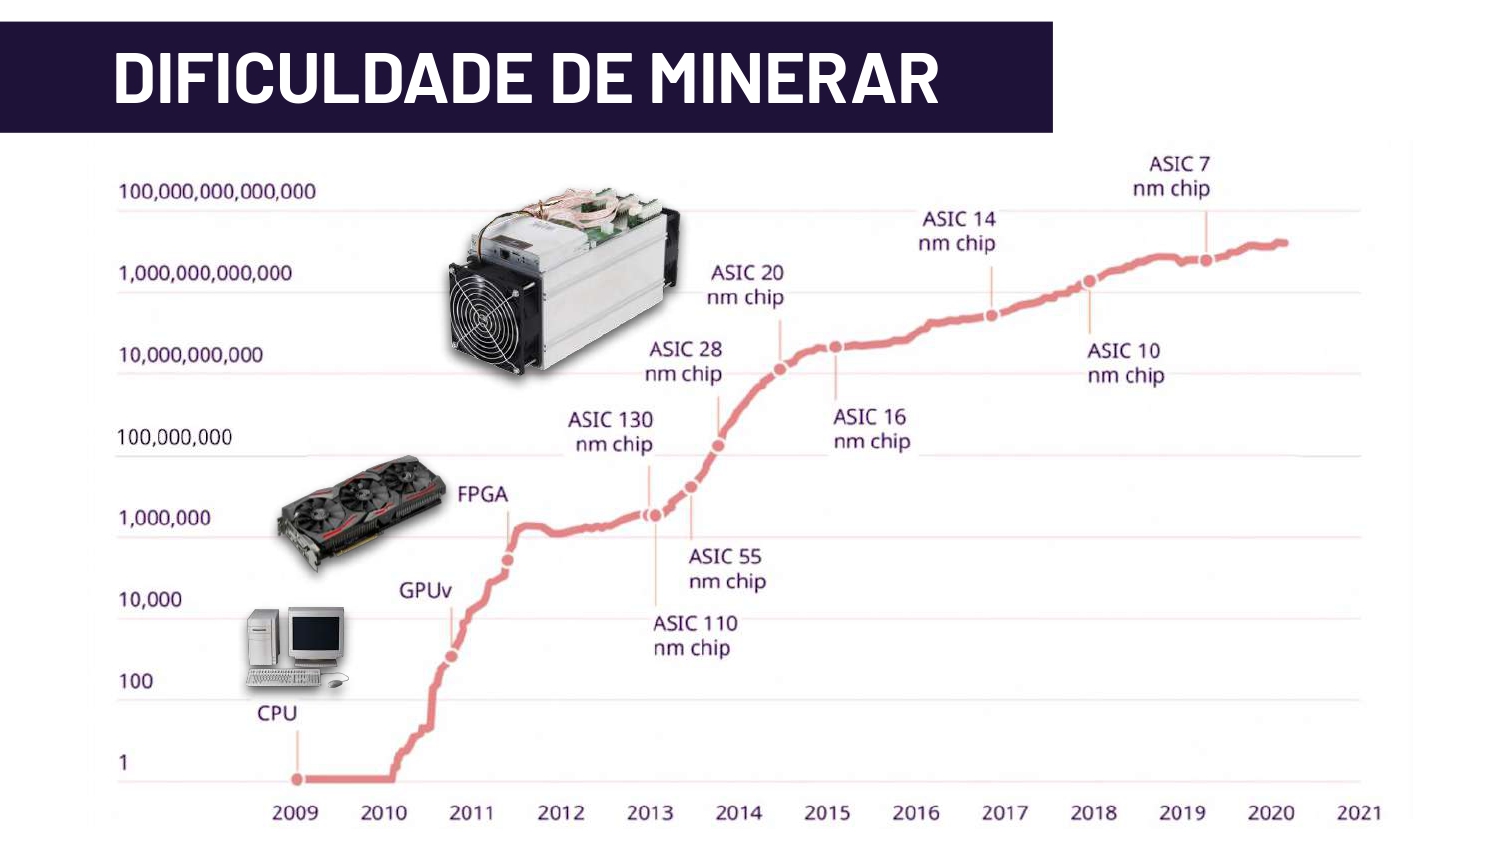 DIFICULDADE DE MINERAR
100,000,000,000,000
1,000,000,000,000
10,000,000,000
100,000,000
1,000,000
10,000
100
1
CPU
GPUv
FPGA
ASIC 130
nm chip
ASIC 110
nm chip
ASIC 55
nm chip
ASIC 28
nm chip
ASIC 20
nm chip
ASIC 16
nm chip
ASIC 14
nm chip
ASIC 10
nm chip
ASIC 7
nm chip
2009 2010 2011 2012 2013 2014 2015 2016 2017 2018 2019 2020 2021